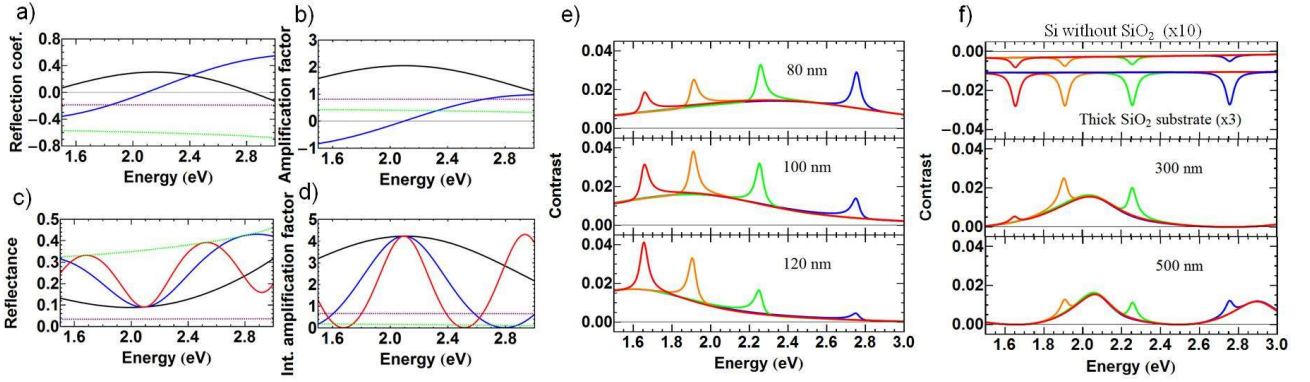 a)
Reflection coef.
0.8
0.4
0.0
−0.4
−0.8
1.6 2.0 2.4 2.8
Energy (eV)
b)
Amplification factor
3
2
1
0
−1
1.6 2.0 2.4 2.8
Energy (eV)
c)
Reflectance
0.5
0.4
0.3
0.2
0.1
0.0
1.6 2.0 2.4 2.8
Energy (eV)
d)
Int. amplification factor
5
4
3
2
1
0
1.6 2.0 2.4 2.8
Energy (eV)
e)
Contrast
0.04
0.02
0.00
80 nm
0.04
0.02
0.00
100 nm
0.04
0.02
0.00
120 nm
1.6 1.8 2.0 2.2 2.4 2.6 2.8 3.0
Energy (eV)
f)
Si without SiO2 (x10)
Contrast
0.00
−0.02
−0.04
Thick SiO2 substrate (x3)
0.04
0.02
0.00
300 nm
0.04
0.02
0.00
500 nm
1.6 1.8 2.0 2.2 2.4 2.6 2.8 3.0
Energy (eV)